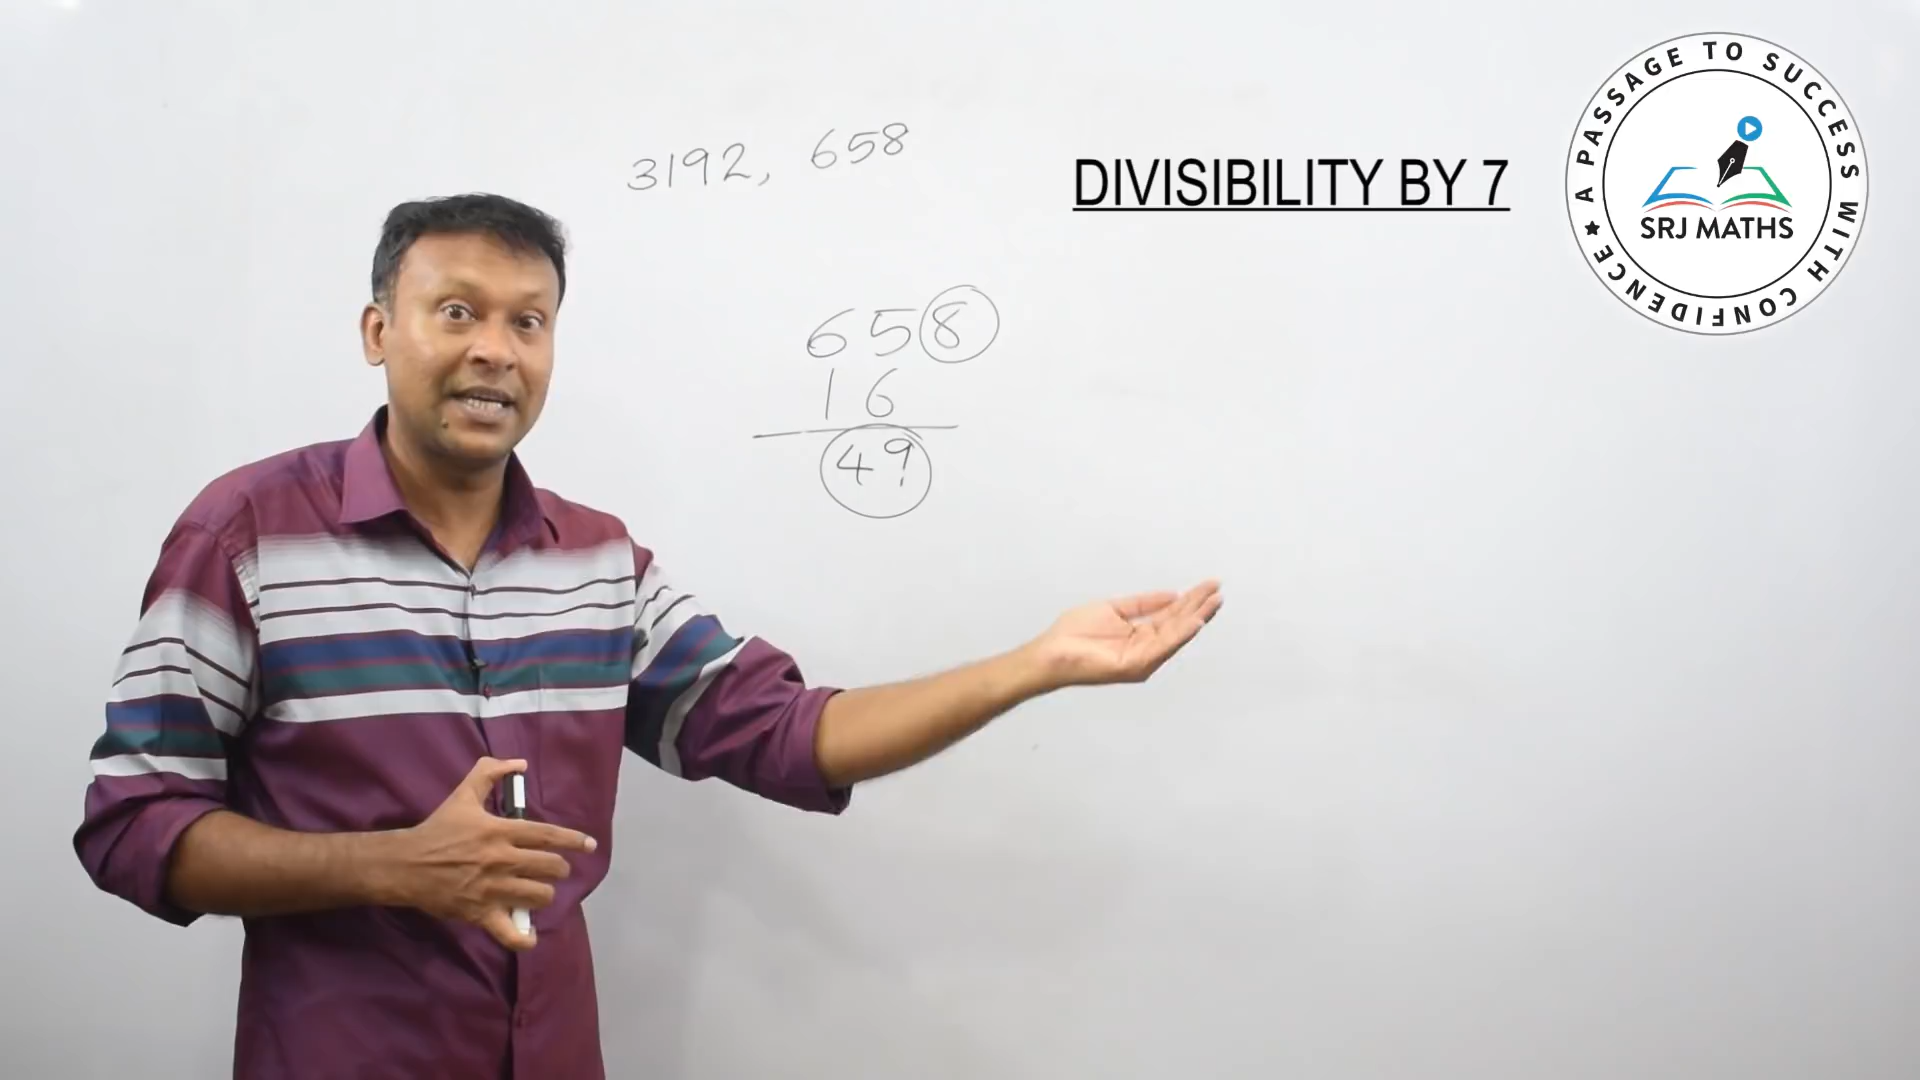 3192, 658
DIVISIBILITY BY 7
A PASSAGE TO SUCCESS WITH CONFIDENCE
SRJ MATHS
658
16
49